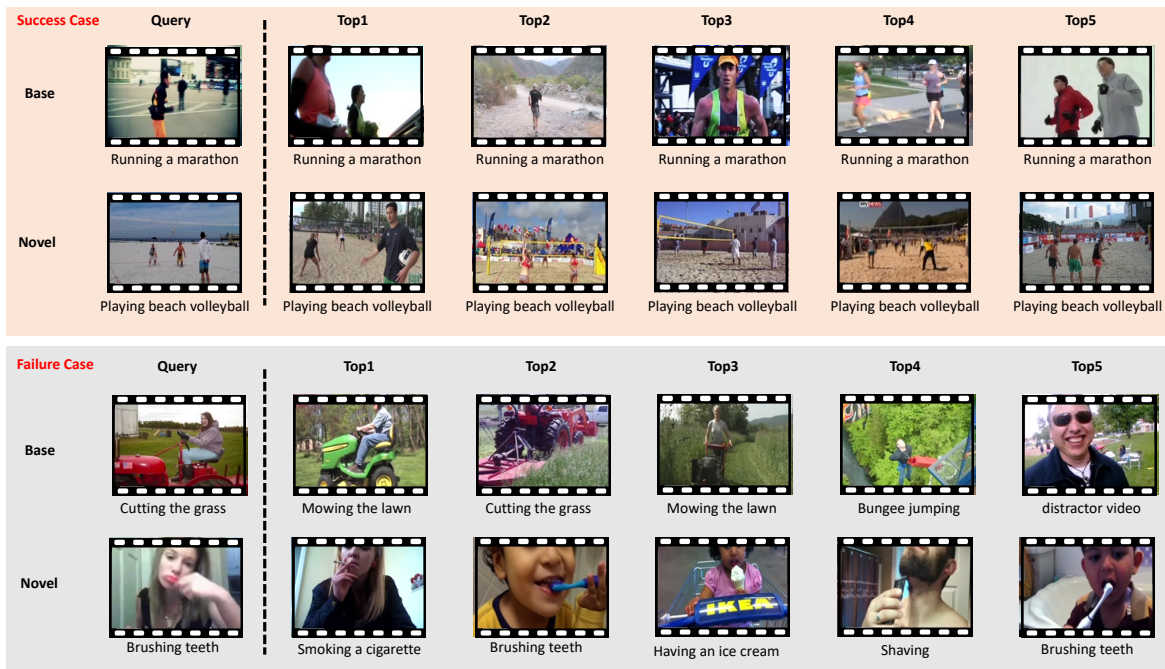 Success Case Query Top1 Top2 Top3 Top4 Top5
Base
Running a marathon Running a marathon Running a marathon Running a marathon Running a marathon Running a marathon
NEWS
Novel
Playing beach volleyball Playing beach volleyball Playing beach volleyball Playing beach volleyball Playing beach volleyball Playing beach volleyball
Failure Case Query Top1 Top2 Top3 Top4 Top5
Base
Cutting the grass Mowing the lawn Cutting the grass Mowing the lawn Bungee jumping distractor video
Novel
IKEA
Brushing teeth Smoking a cigarette Brushing teeth Having an ice cream Shaving Brushing teeth